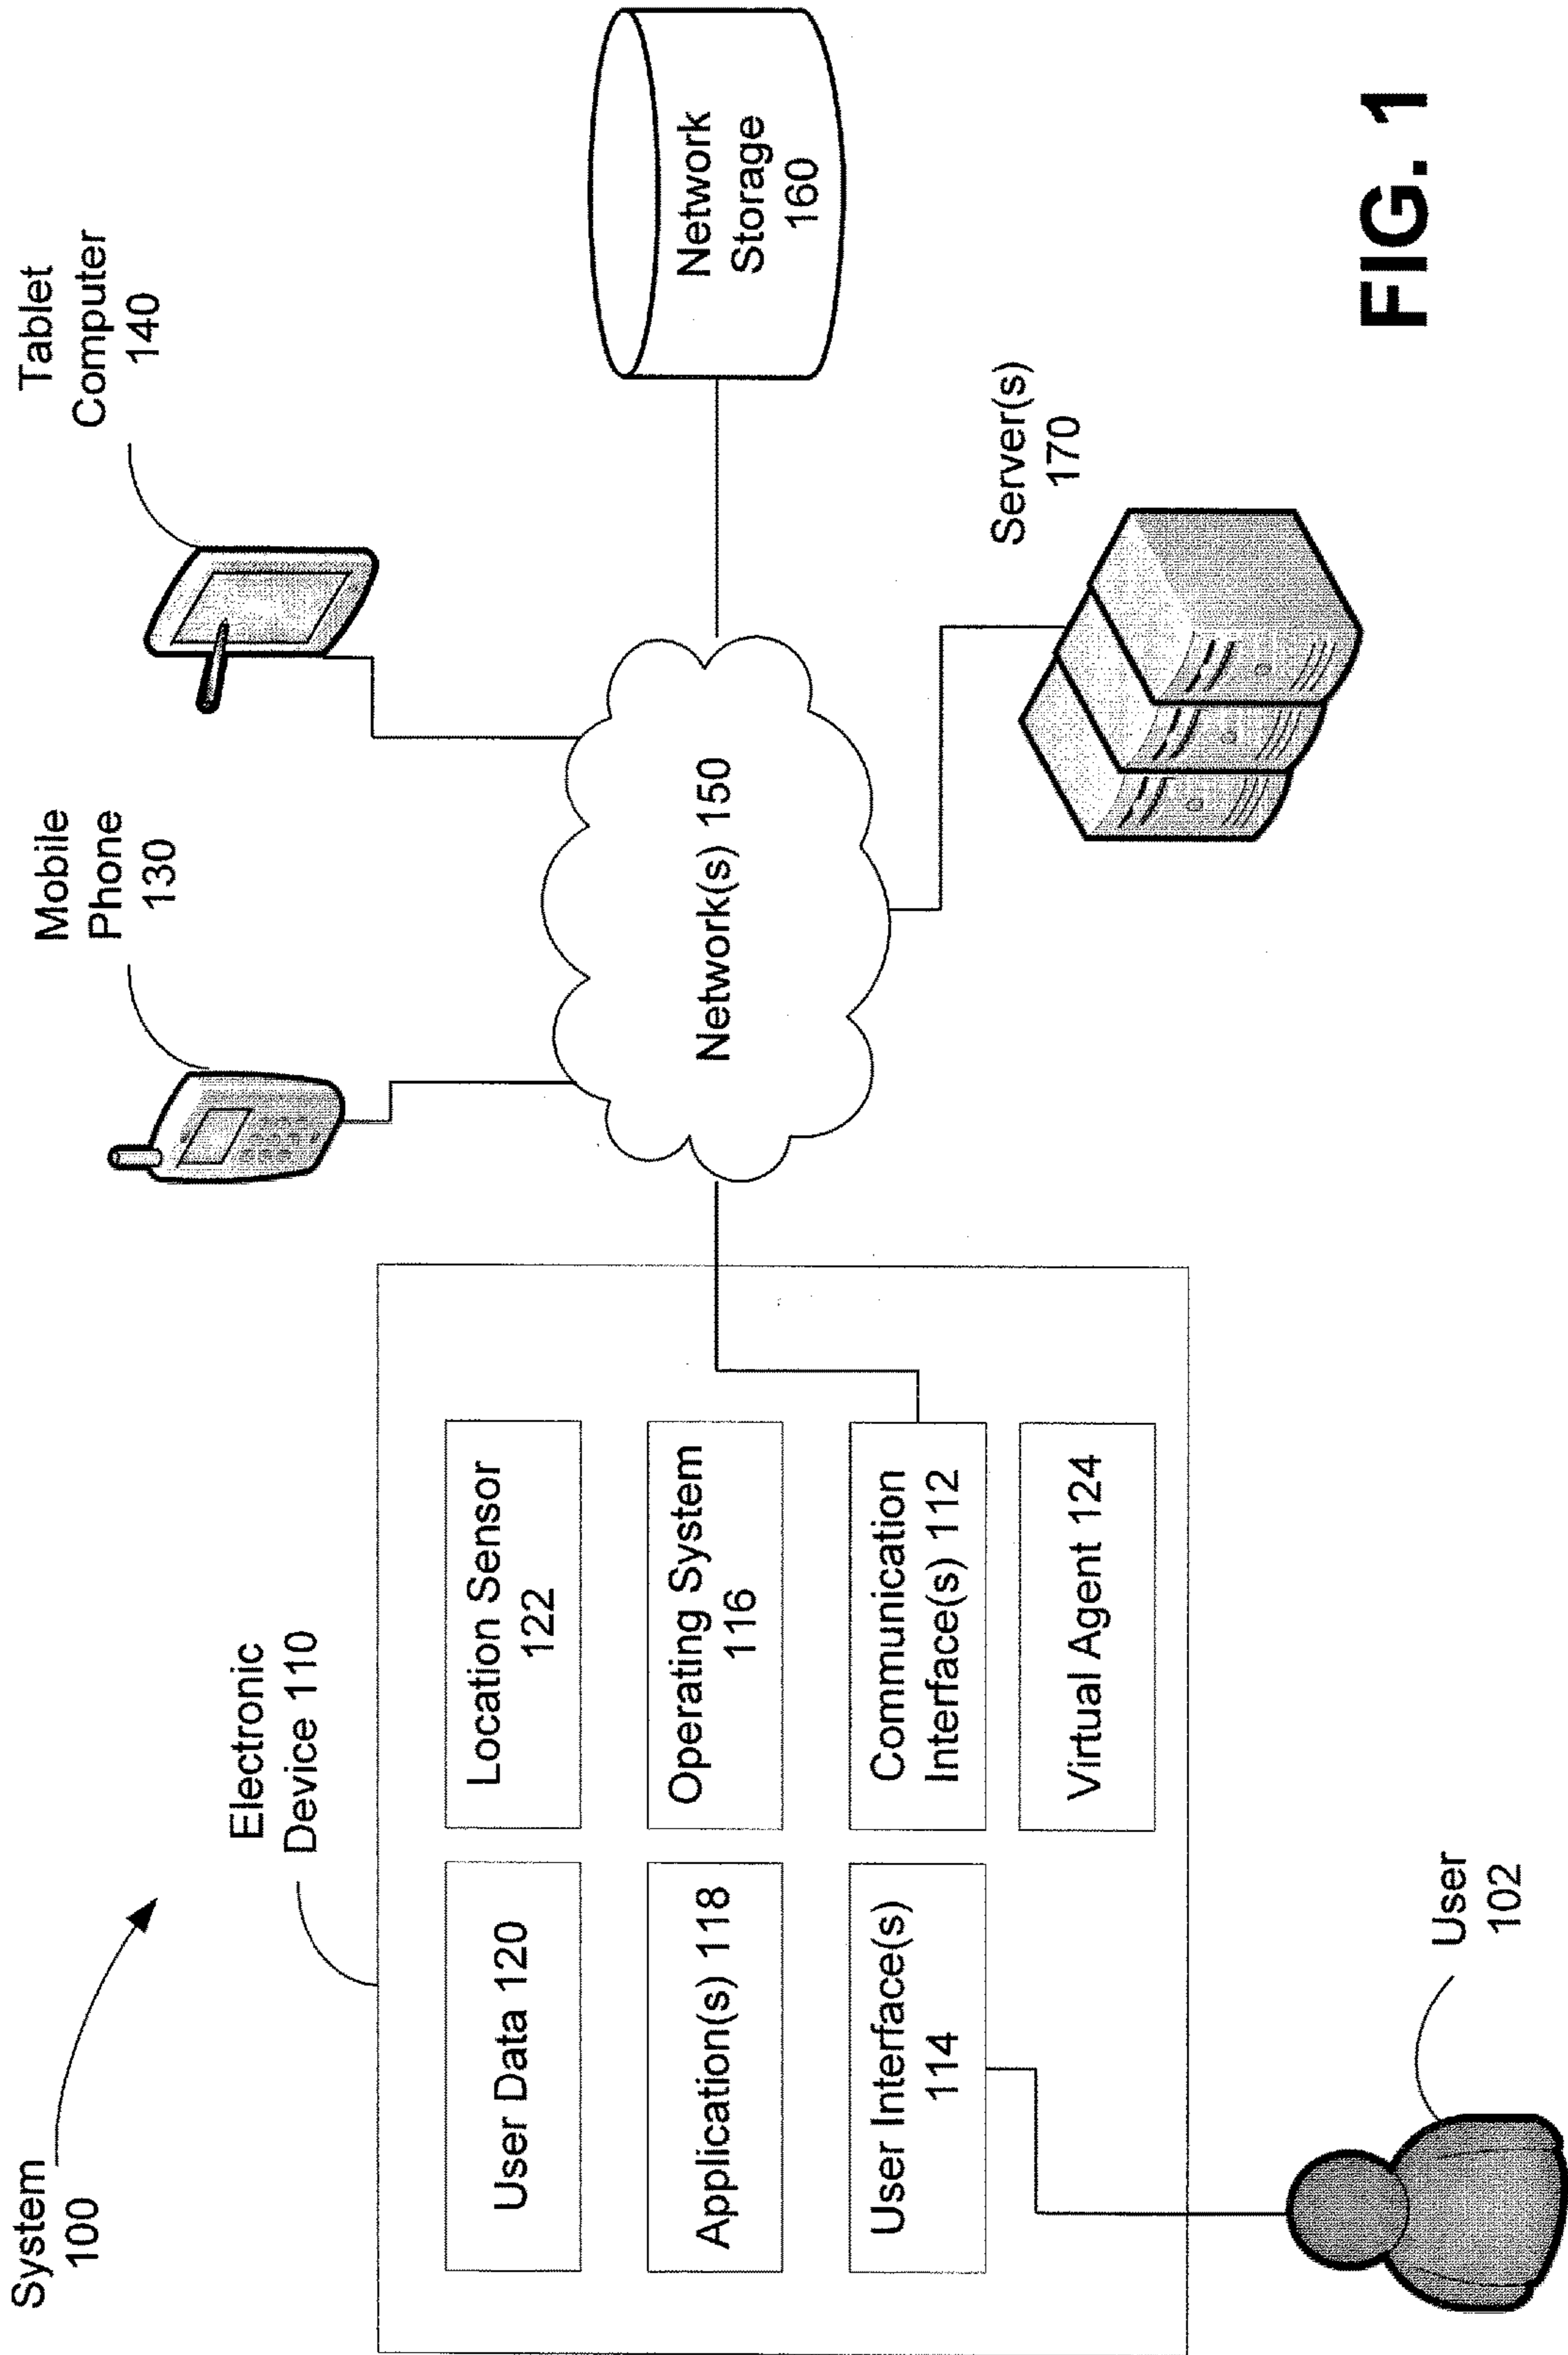 System
100
Electronic
Device 110
User Data 120
Location Sensor
122
Application(s) 118
Operating System
116
User Interface(s)
114
Communication
Interface(s) 112
Virtual Agent 124
User
102
Mobile
Phone
130
Tablet
Computer
140
Network(s) 150
Network
Storage
160
Server(s)
170
FIG. 1